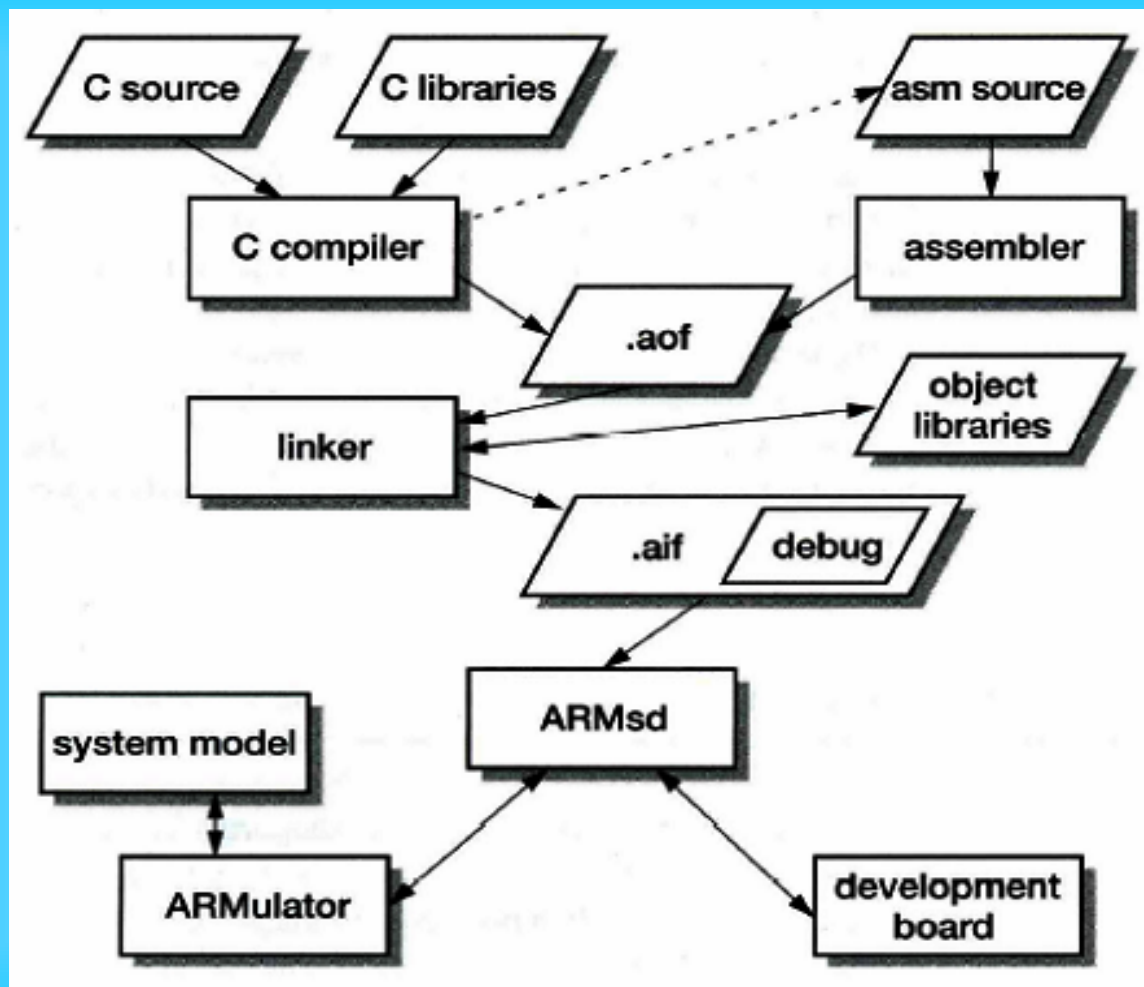 C source
C libraries
asm source
C compiler
assembler
.aof
object
libraries
linker
.aif
debug
ARMsd
system model
ARMulator
development
board